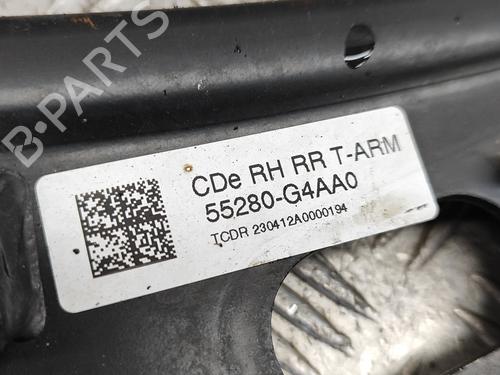 B-PARTS
CDe RH RR T-ARM
55280-G4AA0
TCDR 230412A0000194